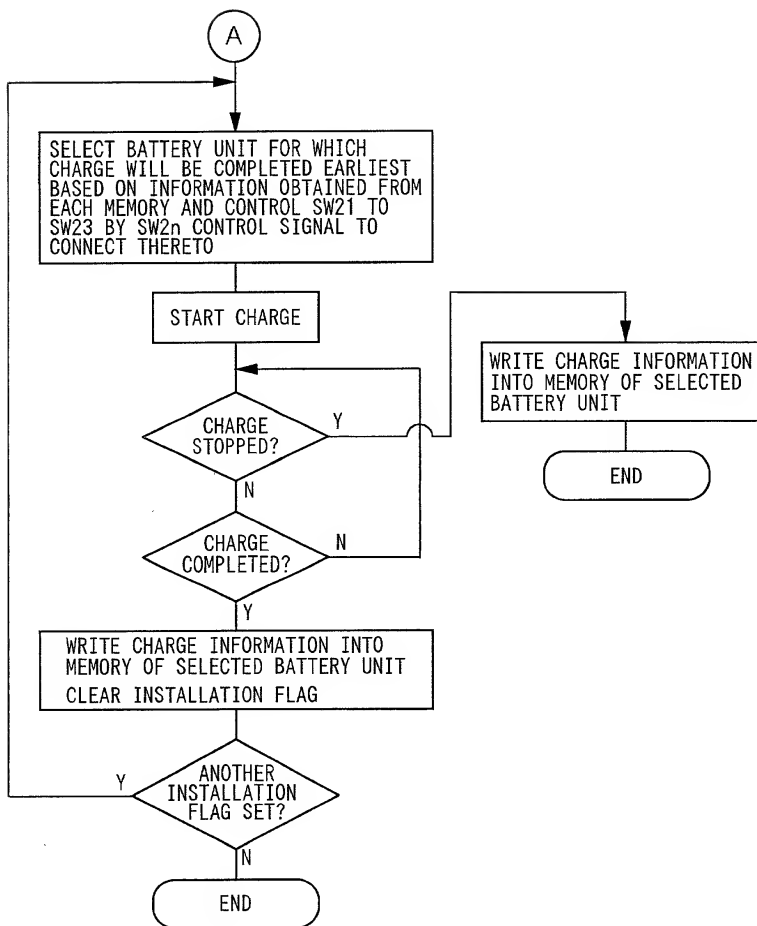 A
SELECT BATTERY UNIT FOR WHICH
CHARGE WILL BE COMPLETED EARLIEST
BASED ON INFORMATION OBTAINED FROM
EACH MEMORY AND CONTROL SW21 TO
SW23 BY SW2n CONTROL SIGNAL TO
CONNECT THERETO
START CHARGE
WRITE CHARGE INFORMATION
INTO MEMORY OF SELECTED
BATTERY UNIT
CHARGE
STOPPED?
Y
END
N
CHARGE
COMPLETED?
N
Y
WRITE CHARGE INFORMATION INTO
MEMORY OF SELECTED BATTERY UNIT
CLEAR INSTALLATION FLAG
Y
ANOTHER
INSTALLATION
FLAG SET?
N
END